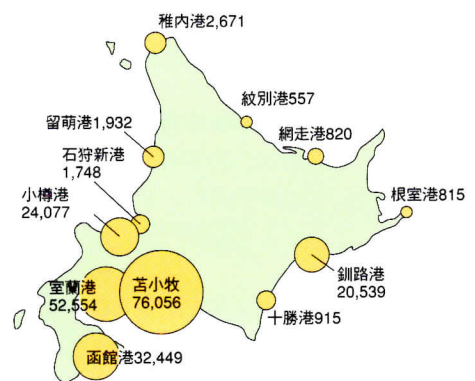 稚内港2,671
紋別港557
留萌港1,932
網走港820
石狩新港
1,748
小樽港
24,077
根室港815
室蘭港
52,554
苫小牧
76,056
釧路港
20,539
十勝港915
函館港32,449